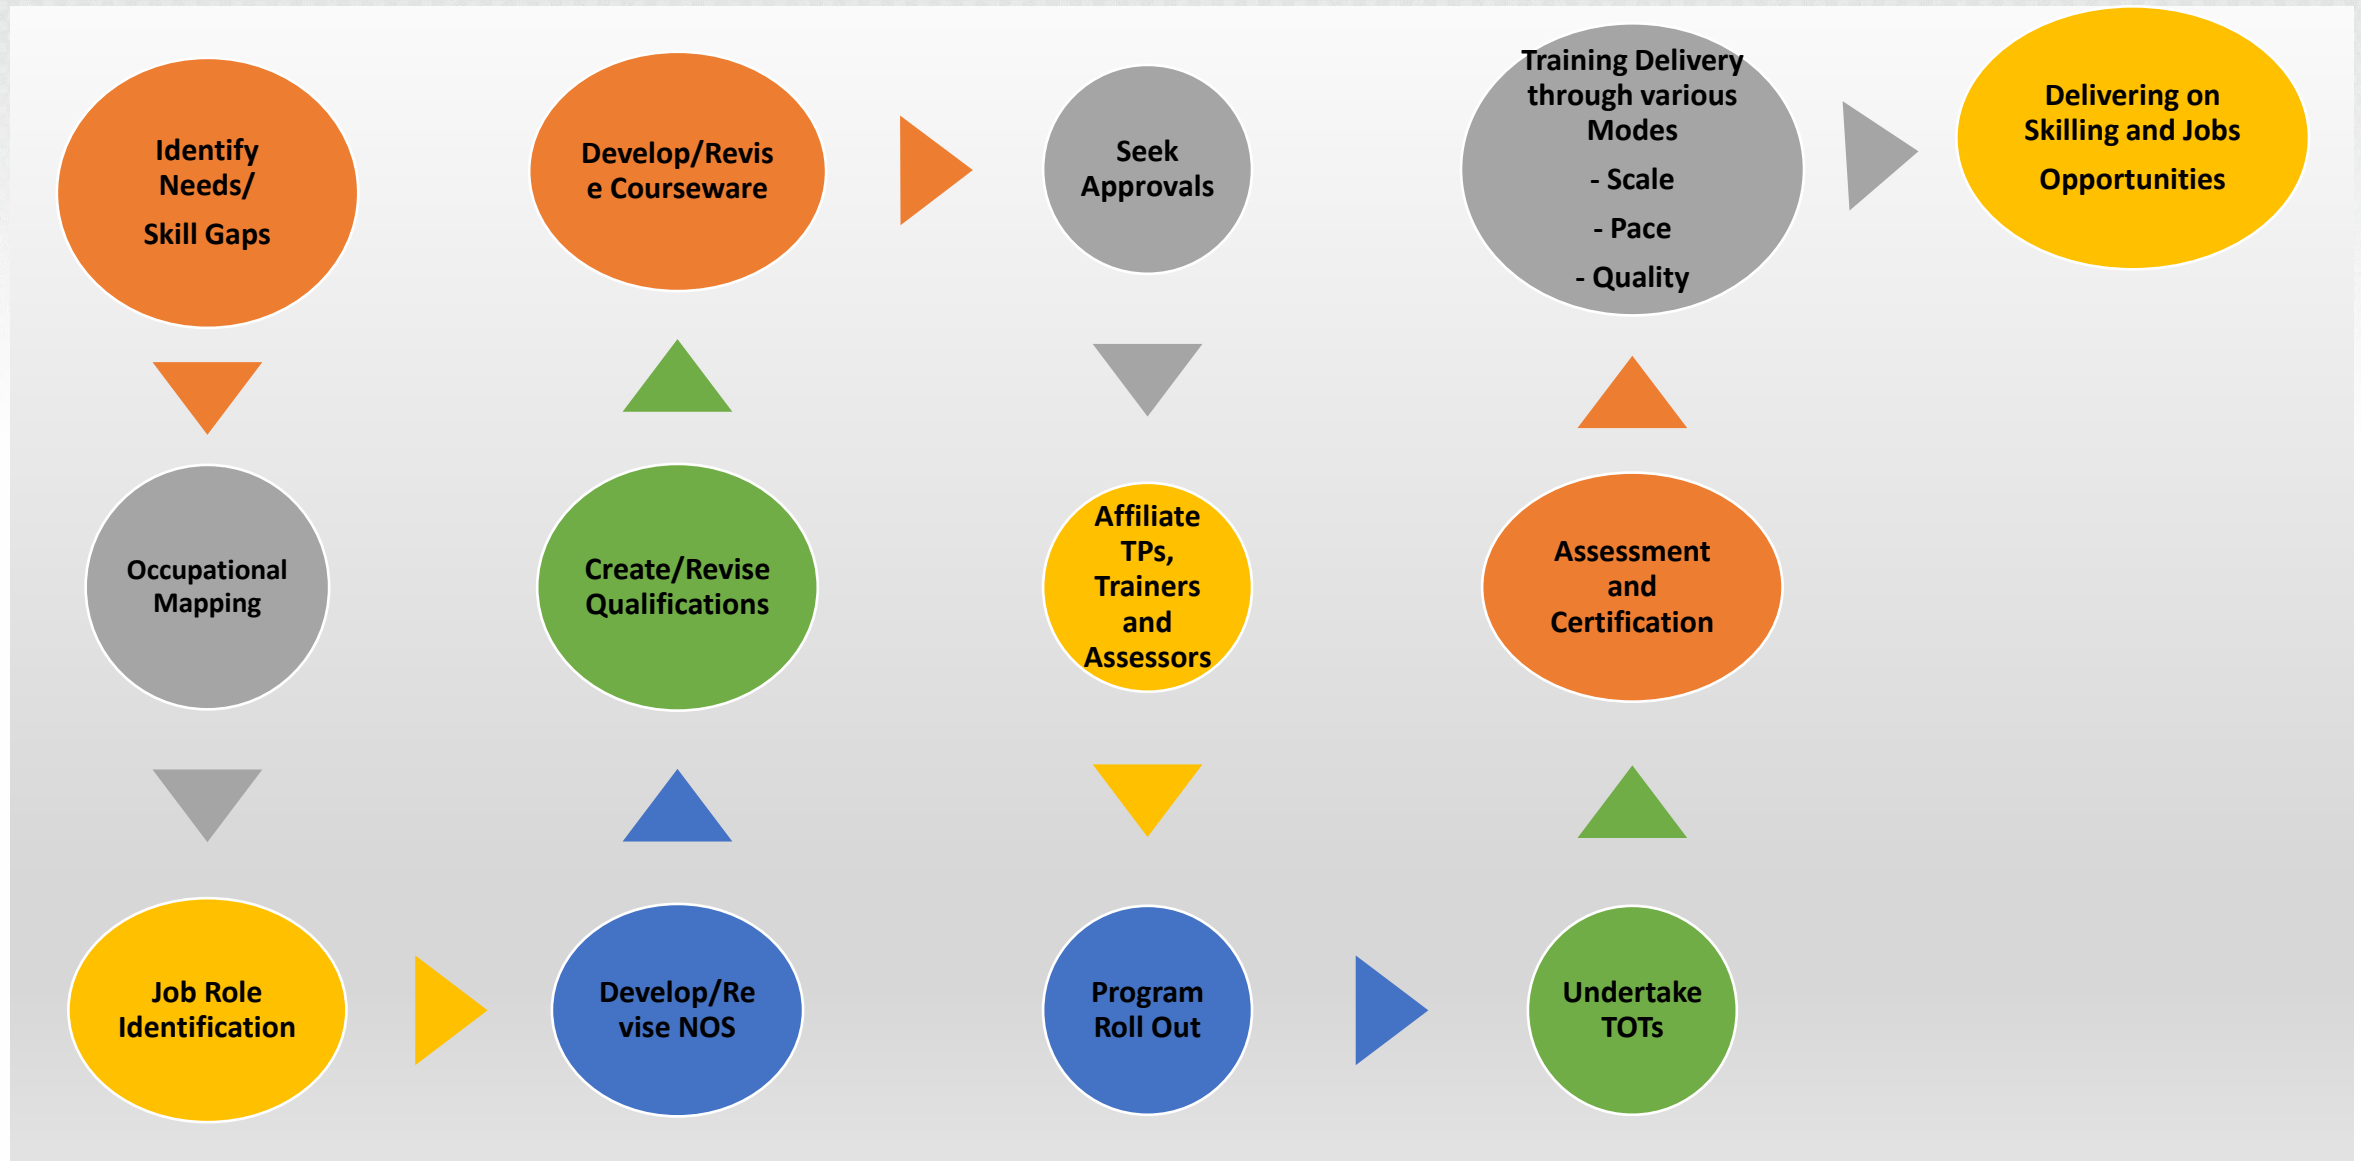 Identify
Needs/
Skill Gaps
Occupational
Mapping
Job Role
Identification
Develop/Re
vise NOS
Create/Revise
Qualifications
Develop/Revis
e Courseware
Seek
Approvals
Affiliate
TPs,
Trainers
and
Assessors
Program
Roll Out
Undertake
TOTs
Assessment
and
Certification
Training Delivery
through various
Modes
- Scale
- Pace
- Quality
Delivering on
Skilling and Jobs
Opportunities